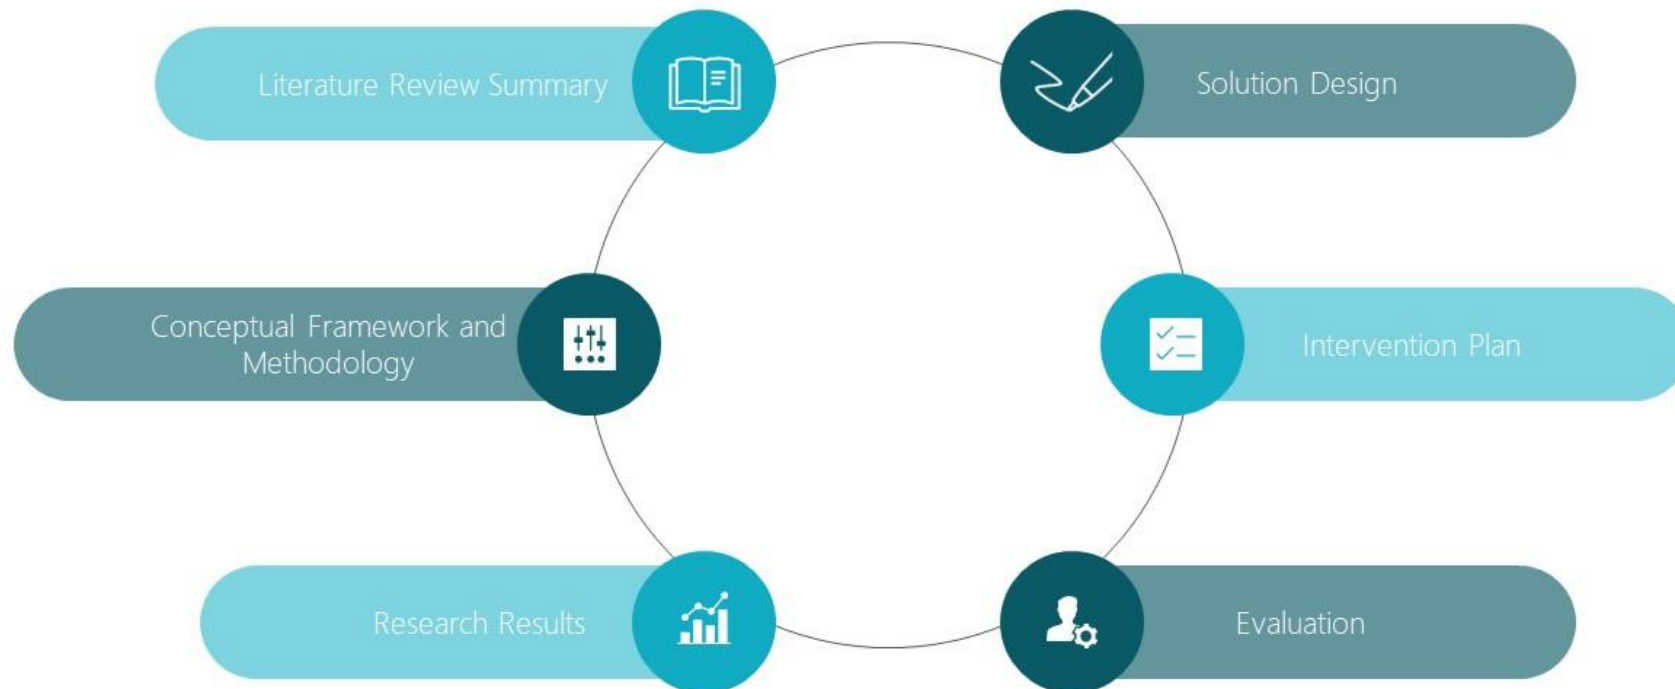 Literature Review Summary
Conceptual Framework and
Methodology
Research Results
Solution Design
Intervention Plan
Evaluation